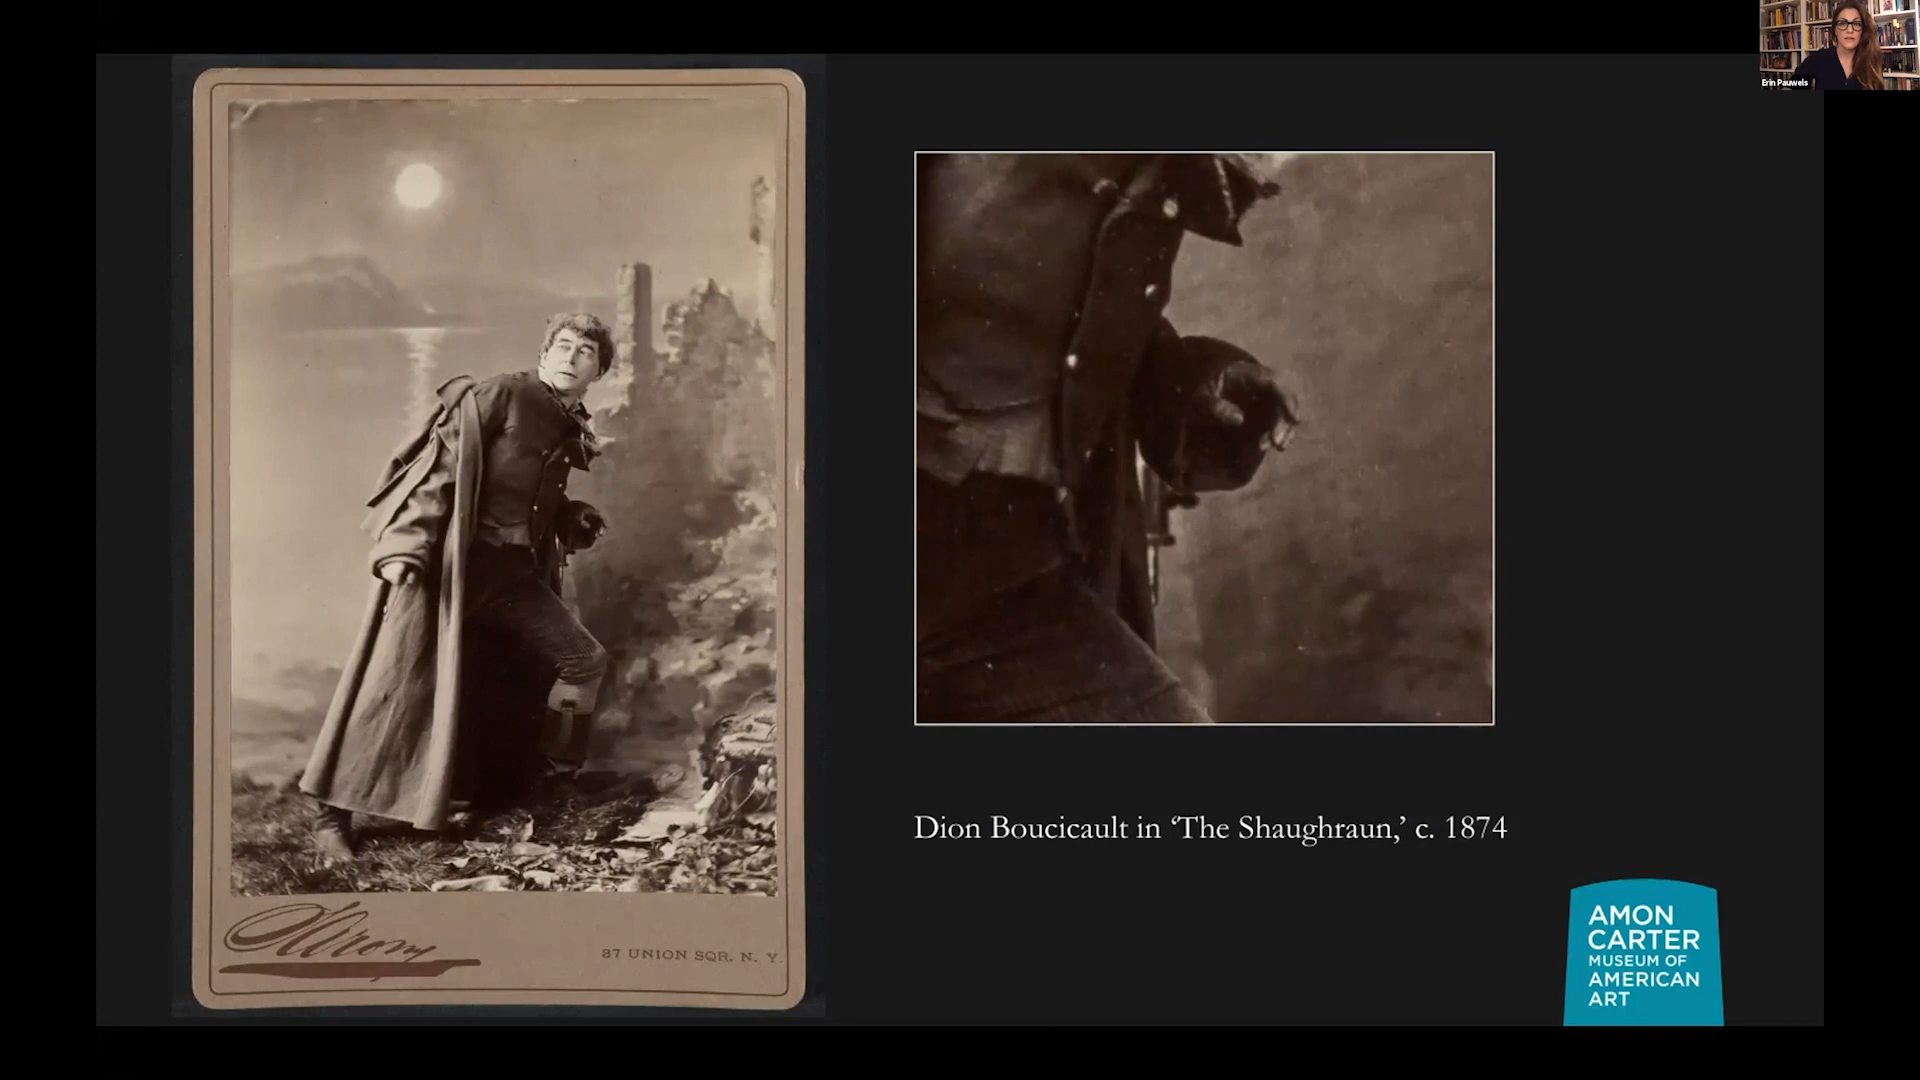 Erin Pauwels
Dion Boucicault in ‘The Shaughraun,’ c. 1874
AMON
CARTER
MUSEUM OF
AMERICAN
ART
Sarony
37 UNION SQR. N. Y.